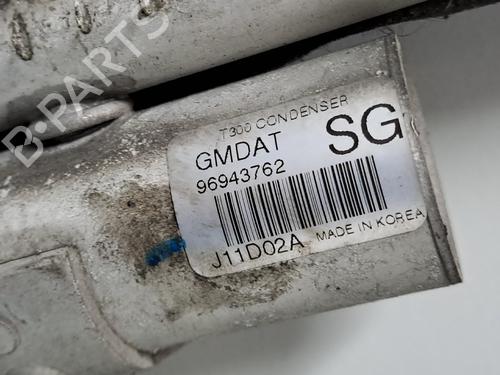 B-PARTS
T300 CONDENSER
GMDAT
SG
96943762
J11D02A
MADE IN KOREA